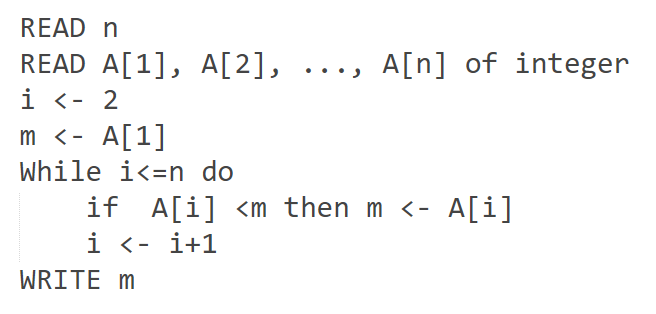 READ n
READ A[1], A[2], ..., A[n] of integer
i <- 2
m <- A[1]
While i<=n do
    if  A[i] <m then m <- A[i]
    i <- i+1
WRITE m